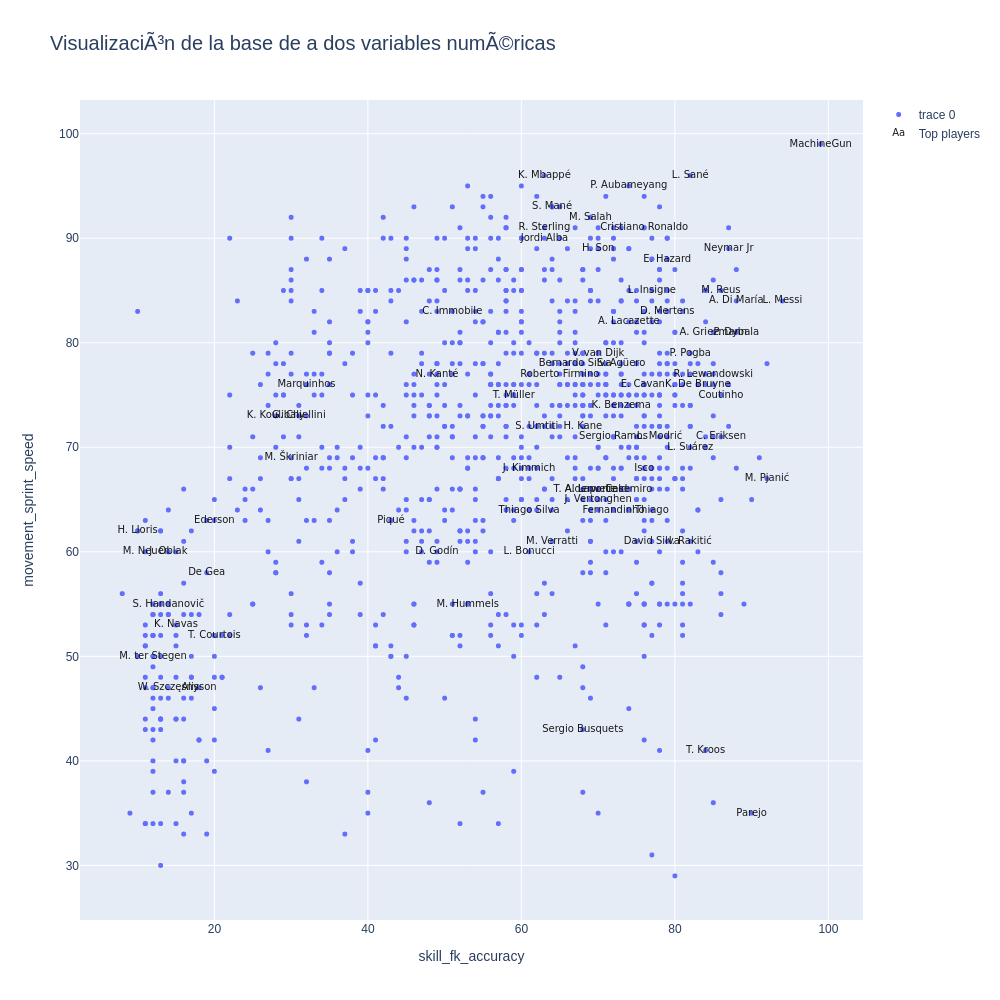 VisualizaciÃ³n de la base de a dos variables numÃ©ricas
trace 0
Aa Top players
100
MachineGun
K. Mbappé L. Sané
P. Aubameyang
S. Mané
M. Salah
R. Sterling Cristiano Ronaldo
Jordi Alba
90
H. Son Neymar Jr
E. Hazard
L. Insigne M. Reus
A. Di María L. Messi
C. Immobile D. Mertens
A. Lacazette
A. Griezmann P. Dybala
80
V. van Dijk P. Pogba
Bernardo Silva S. Agüero
N. Kanté Roberto Firmino R. Lewandowski
Marquinhos E. Cavani K. De Bruyne
T. Müller Coutinho
K. Benzema
K. Koulibaly G. Chiellini
S. Umtiti H. Kane
Sergio Ramos L. Modrić C. Eriksen
70
L. Suárez
M. Škriniar
J. Kimmich Isco
M. Pjanić
T. Alderweireld Casemiro
J. Vertonghen
Thiago Silva Fernandinho Thiago
Ederson Piqué
H. Lloris
M. Verratti David Silva I. Rakitić
60
M. Neuer J. Oblak D. Godín L. Bonucci
De Gea
S. Handanovič M. Hummels
K. Navas
T. Courtois
50
M. ter Stegen
W. Szczęsny Alisson
Sergio Busquets
T. Kroos
40
Parejo
30
20 40 60 80 100
movement_sprint_speed
skill_fk_accuracy